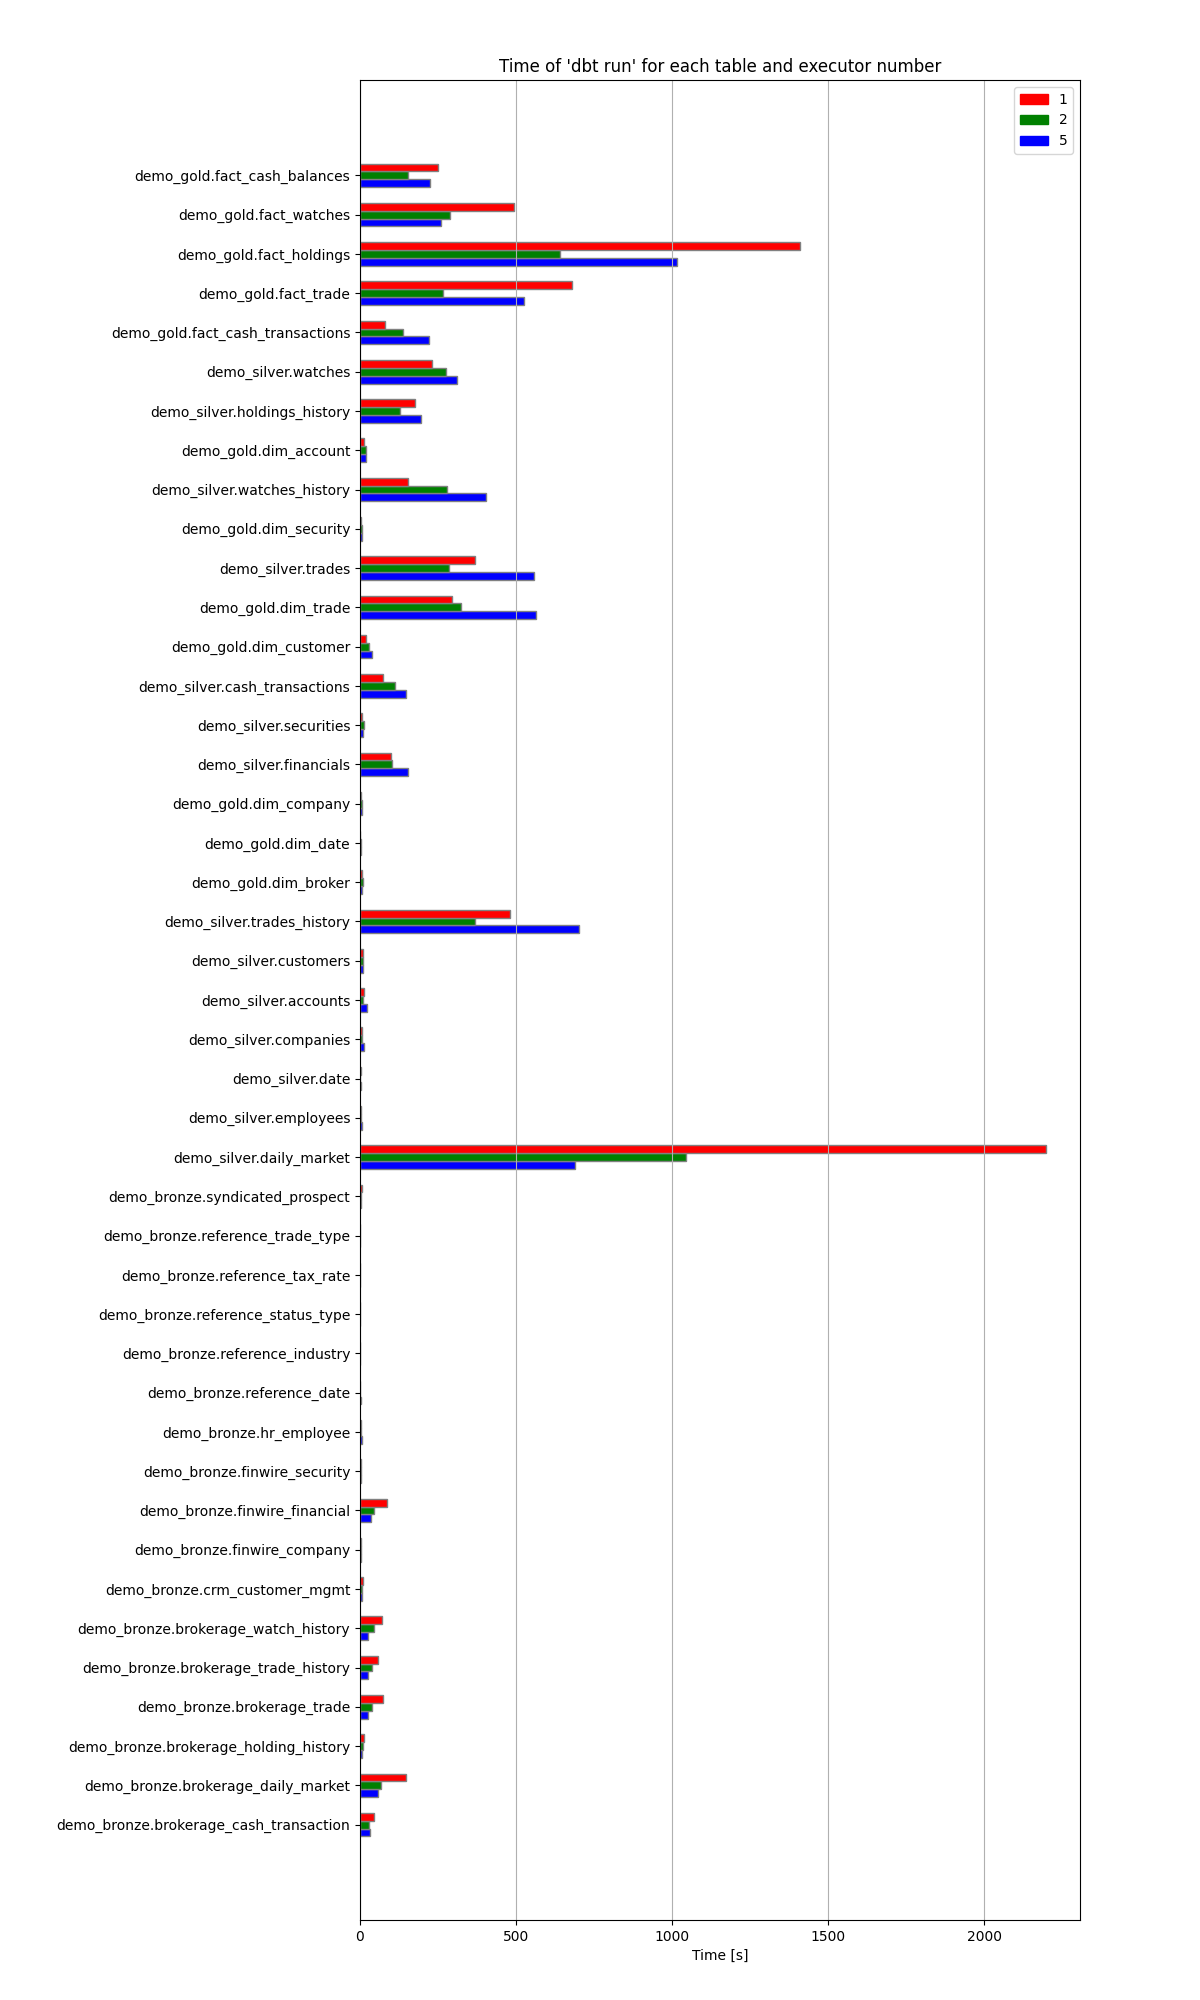 Time of 'dbt run' for each table and executor number
1
2
5
demo_gold.fact_cash_balances
demo_gold.fact_watches
demo_gold.fact_holdings
demo_gold.fact_trade
demo_gold.fact_cash_transactions
demo_silver.watches
demo_silver.holdings_history
demo_gold.dim_account
demo_silver.watches_history
demo_gold.dim_security
demo_silver.trades
demo_gold.dim_trade
demo_gold.dim_customer
demo_silver.cash_transactions
demo_silver.securities
demo_silver.financials
demo_gold.dim_company
demo_gold.dim_date
demo_gold.dim_broker
demo_silver.trades_history
demo_silver.customers
demo_silver.accounts
demo_silver.companies
demo_silver.date
demo_silver.employees
demo_silver.daily_market
demo_bronze.syndicated_prospect
demo_bronze.reference_trade_type
demo_bronze.reference_tax_rate
demo_bronze.reference_status_type
demo_bronze.reference_industry
demo_bronze.reference_date
demo_bronze.hr_employee
demo_bronze.finwire_security
demo_bronze.finwire_financial
demo_bronze.finwire_company
demo_bronze.crm_customer_mgmt
demo_bronze.brokerage_watch_history
demo_bronze.brokerage_trade_history
demo_bronze.brokerage_trade
demo_bronze.brokerage_holding_history
demo_bronze.brokerage_daily_market
demo_bronze.brokerage_cash_transaction
0 500 1000 1500 2000
Time [s]